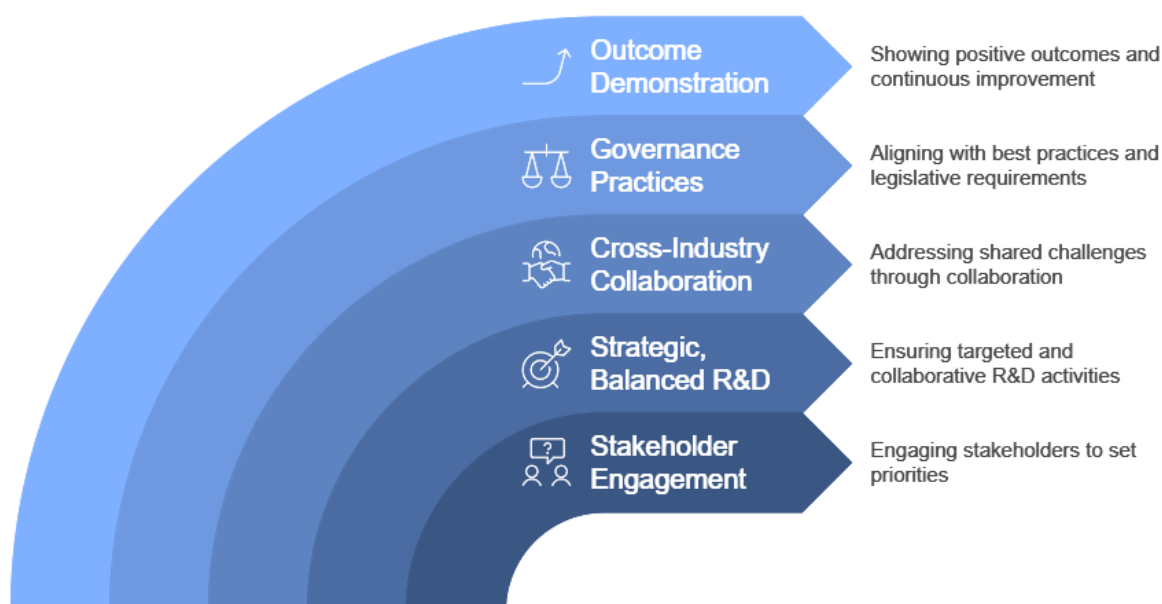 Outcome
Demonstration
Showing positive outcomes and
continuous improvement
Governance
Practices
Aligning with best practices and
legislative requirements
Cross-Industry
Collaboration
Addressing shared challenges
through collaboration
Strategic,
Balanced R&D
Ensuring targeted and
collaborative R&D activities
?
Stakeholder
Engagement
Engaging stakeholders to set
priorities